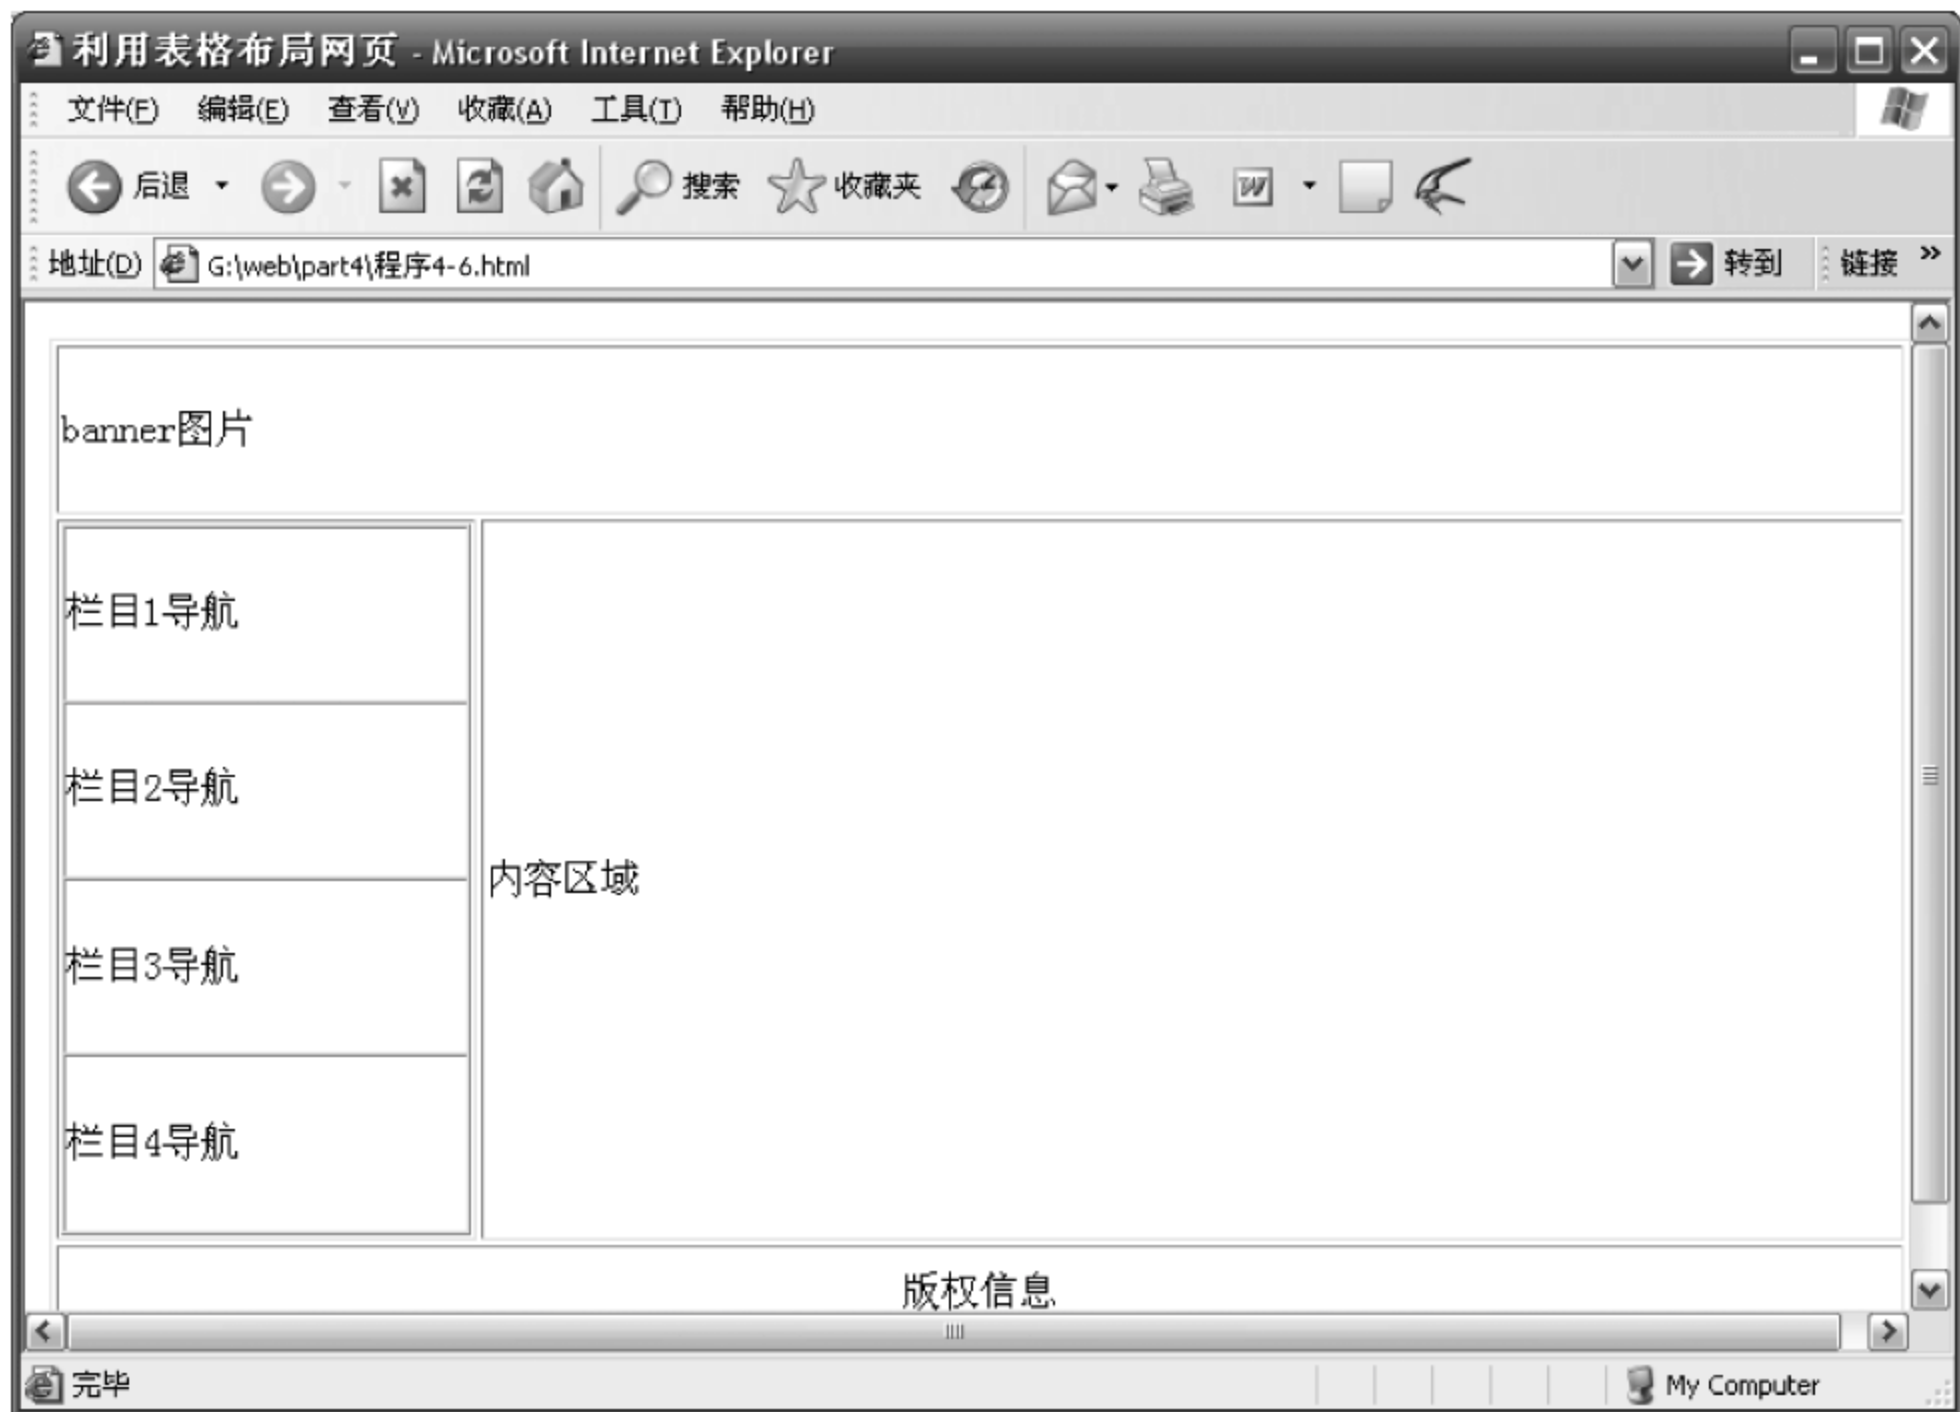 利用表格布局网页 - Microsoft Internet Explorer
文件(F) 编辑(E) 查看(V) 收藏(A) 工具(T) 帮助(H)
后退 搜索 收藏夹 W
地址(D) G:\web\part4\程序4-6.html 转到 链接 »
banner图片
栏目1导航
栏目2导航
内容区域
栏目3导航
栏目4导航
版权信息
完毕 My Computer